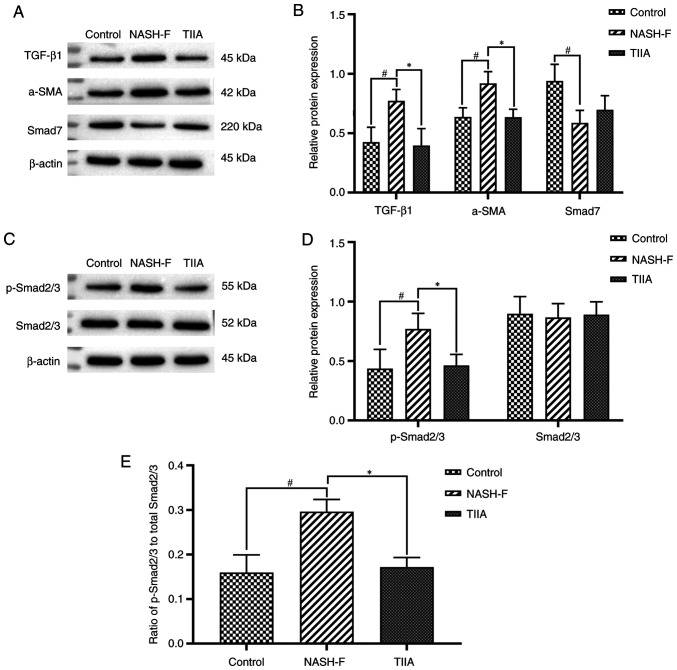 A
Control NASH-F TIIA
TGF-β1 45 kDa
a-SMA 42 kDa
Smad7 220 kDa
β-actin 45 kDa
B
Relative protein expression
1.5
1.0
0.5
0.0
# * # * #
TGF-β1 a-SMA Smad7
Control
NASH-F
TIIA
C
Control NASH-F TIIA
p-Smad2/3 55 kDa
Smad2/3 52 kDa
β-actin 45 kDa
D
Relative protein expression
1.5
1.0
0.5
0.0
# *
p-Smad2/3 Smad2/3
Control
NASH-F
TIIA
E
Ratio of p-Smad2/3 to total Smad2/3
0.4
0.3
0.2
0.1
0.0
# *
Control NASH-F TIIA
Control
NASH-F
TIIA